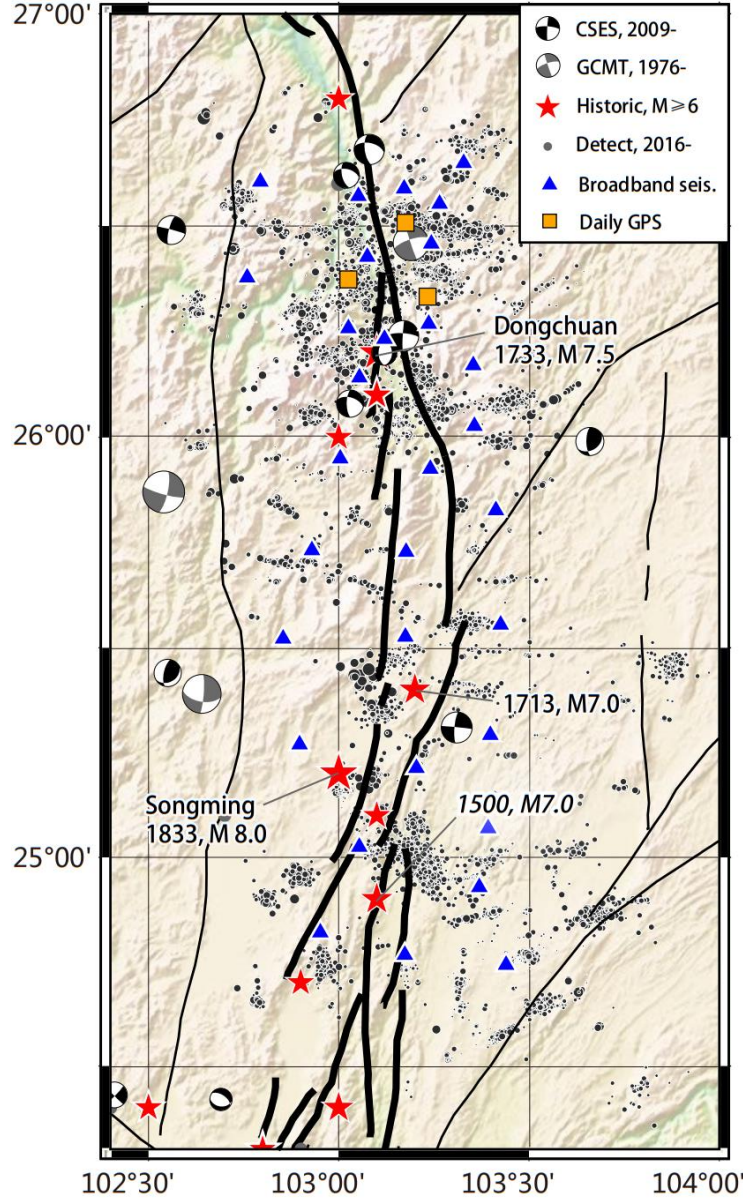 27°00'
CSES, 2009-
GCMT, 1976-
Historic, M⩾6
Detect, 2016-
Broadband seis.
Daily GPS
Dongchuan
1733, M 7.5
26°00'
1713, M7.0
Songming
1833, M 8.0
1500, M7.0
25°00'
102°30'
103°00'
103°30'
104°00'